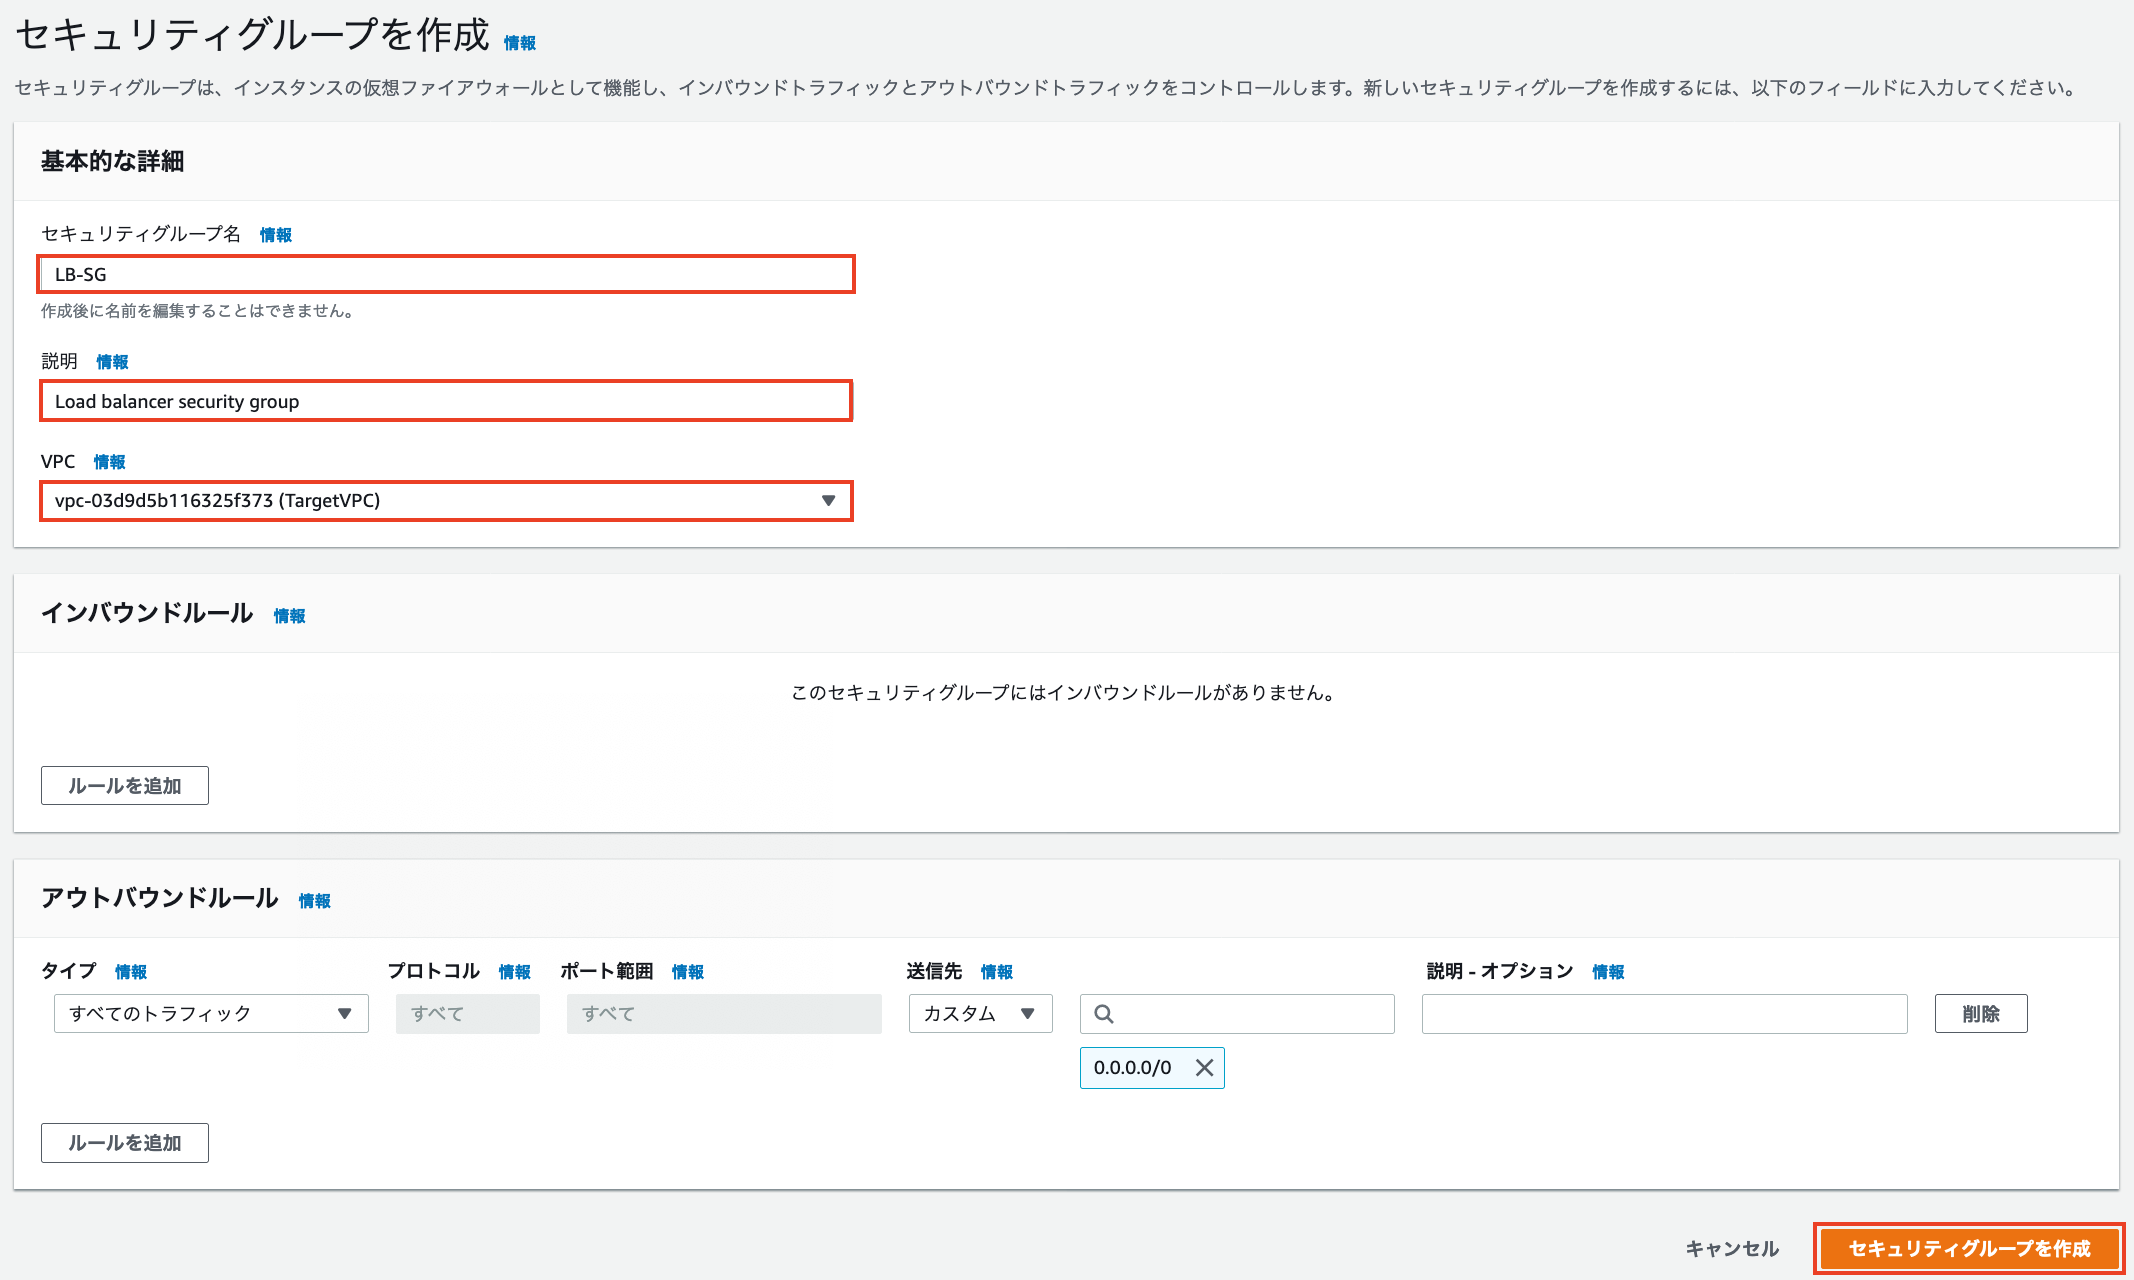 セキュリティグループを作成 情報
セキュリティグループは、インスタンスの仮想ファイアウォールとして機能し、インバウンドトラフィックとアウトバウンドトラフィックをコントロールします。新しいセキュリティグループを作成するには、以下のフィールドに入力してください。
基本的な詳細
セキュリティグループ名 情報
LB-SG
作成後に名前を編集することはできません。
説明 情報
Load balancer security group
VPC 情報
vpc-03d9d5b116325f373 (TargetVPC)
インバウンドルール 情報
このセキュリティグループにはインバウンドルールがありません。
ルールを追加
アウトバウンドルール 情報
タイプ 情報 プロトコル 情報 ポート範囲 情報 送信先 情報 説明 - オプション 情報
すべてのトラフィック すべて すべて カスタム 削除
0.0.0.0/0
ルールを追加
キャンセル セキュリティグループを作成